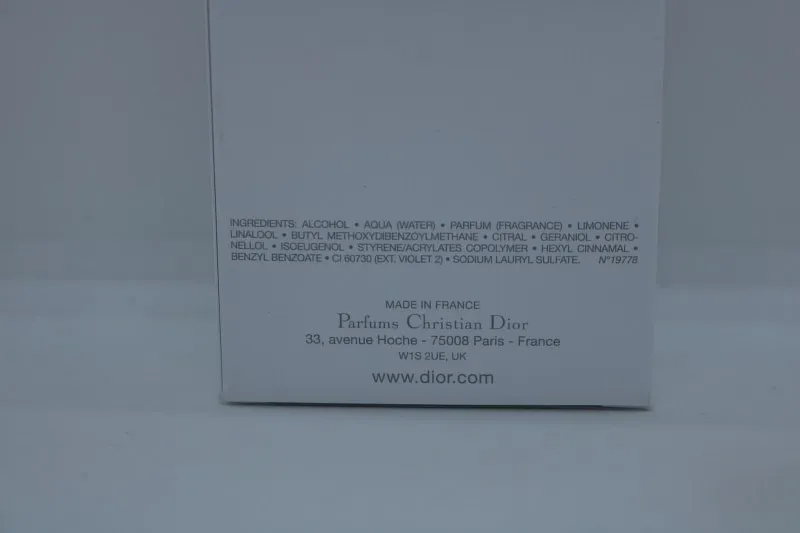 INGREDIENTS: ALCOHOL • AQUA (WATER) • PARFUM (FRAGRANCE) • LIMONENE •
LINALOOL • BUTYL METHOXYDIBENZOYLMETHANE • CITRAL • GERANIOL • CITRO-
NELLOL • ISOEUGENOL • STYRENE/ACRYLATES COPOLYMER • HEXYL CINNAMAL •
BENZYL BENZOATE • CI 60730 (EXT. VIOLET 2) • SODIUM LAURYL SULFATE. N°19778
MADE IN FRANCE
Parfums Christian Dior
33, avenue Hoche - 75008 Paris - France
W1S 2UE, UK
www.dior.com